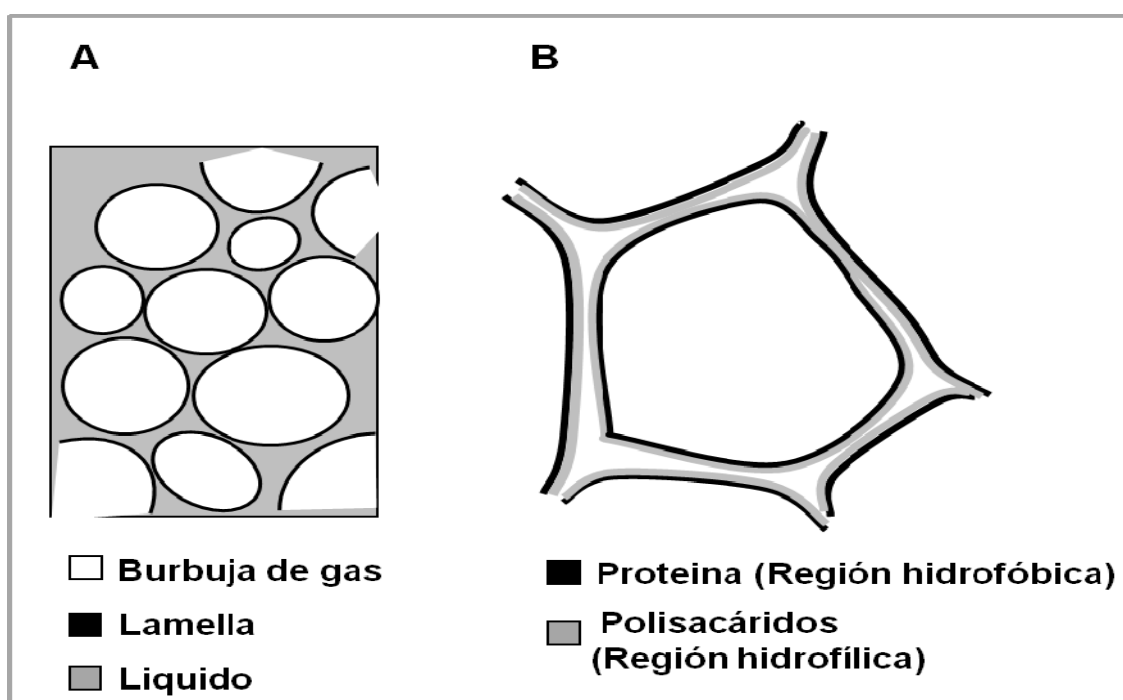 A
B
Burbuja de gas
Lamella
Liquido
Proteina (Región hidrofóbica)
Polisacáridos
(Región hidrofílica)